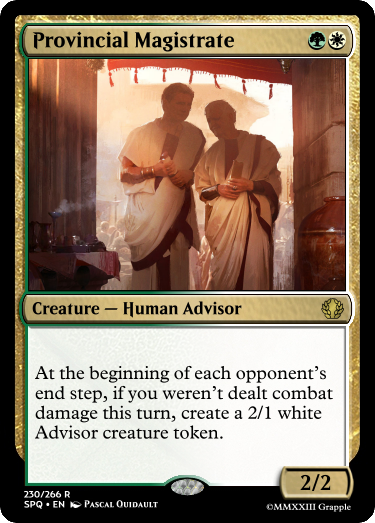 Provincial Magistrate
Creature — Human Advisor
At the beginning of each opponent's
end step, if you weren't dealt combat
damage this turn, create a 2/1 white
Advisor creature token.
2/2
230/266 R
SPQ • EN Pascal Quidault
©MMXXIII Grapple